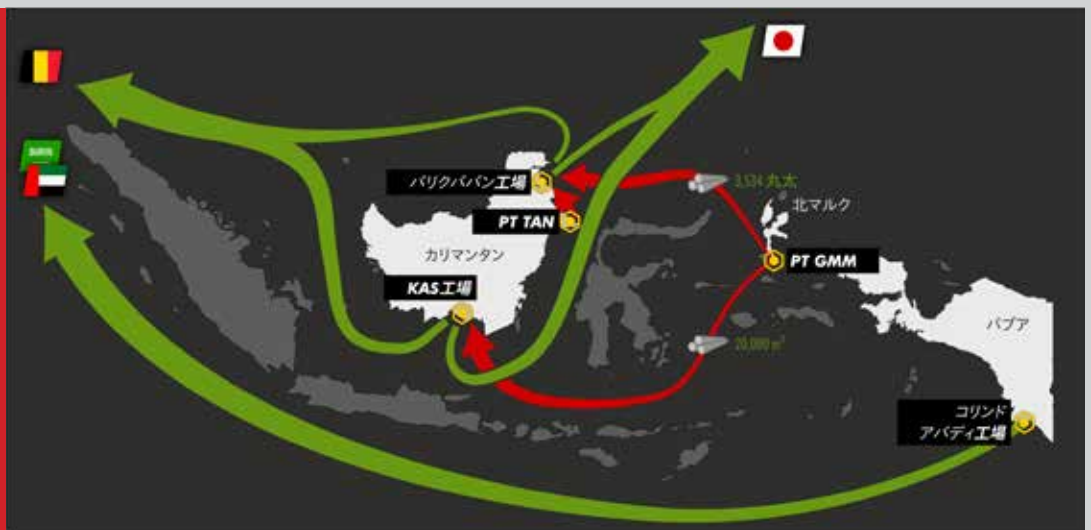 バリクパパン工場
3,534 丸太
北マルク
PT TAN
カリマンタン
PT GMM
KAS工場
パプア
20,000 m³
コリンド
アバディ工場